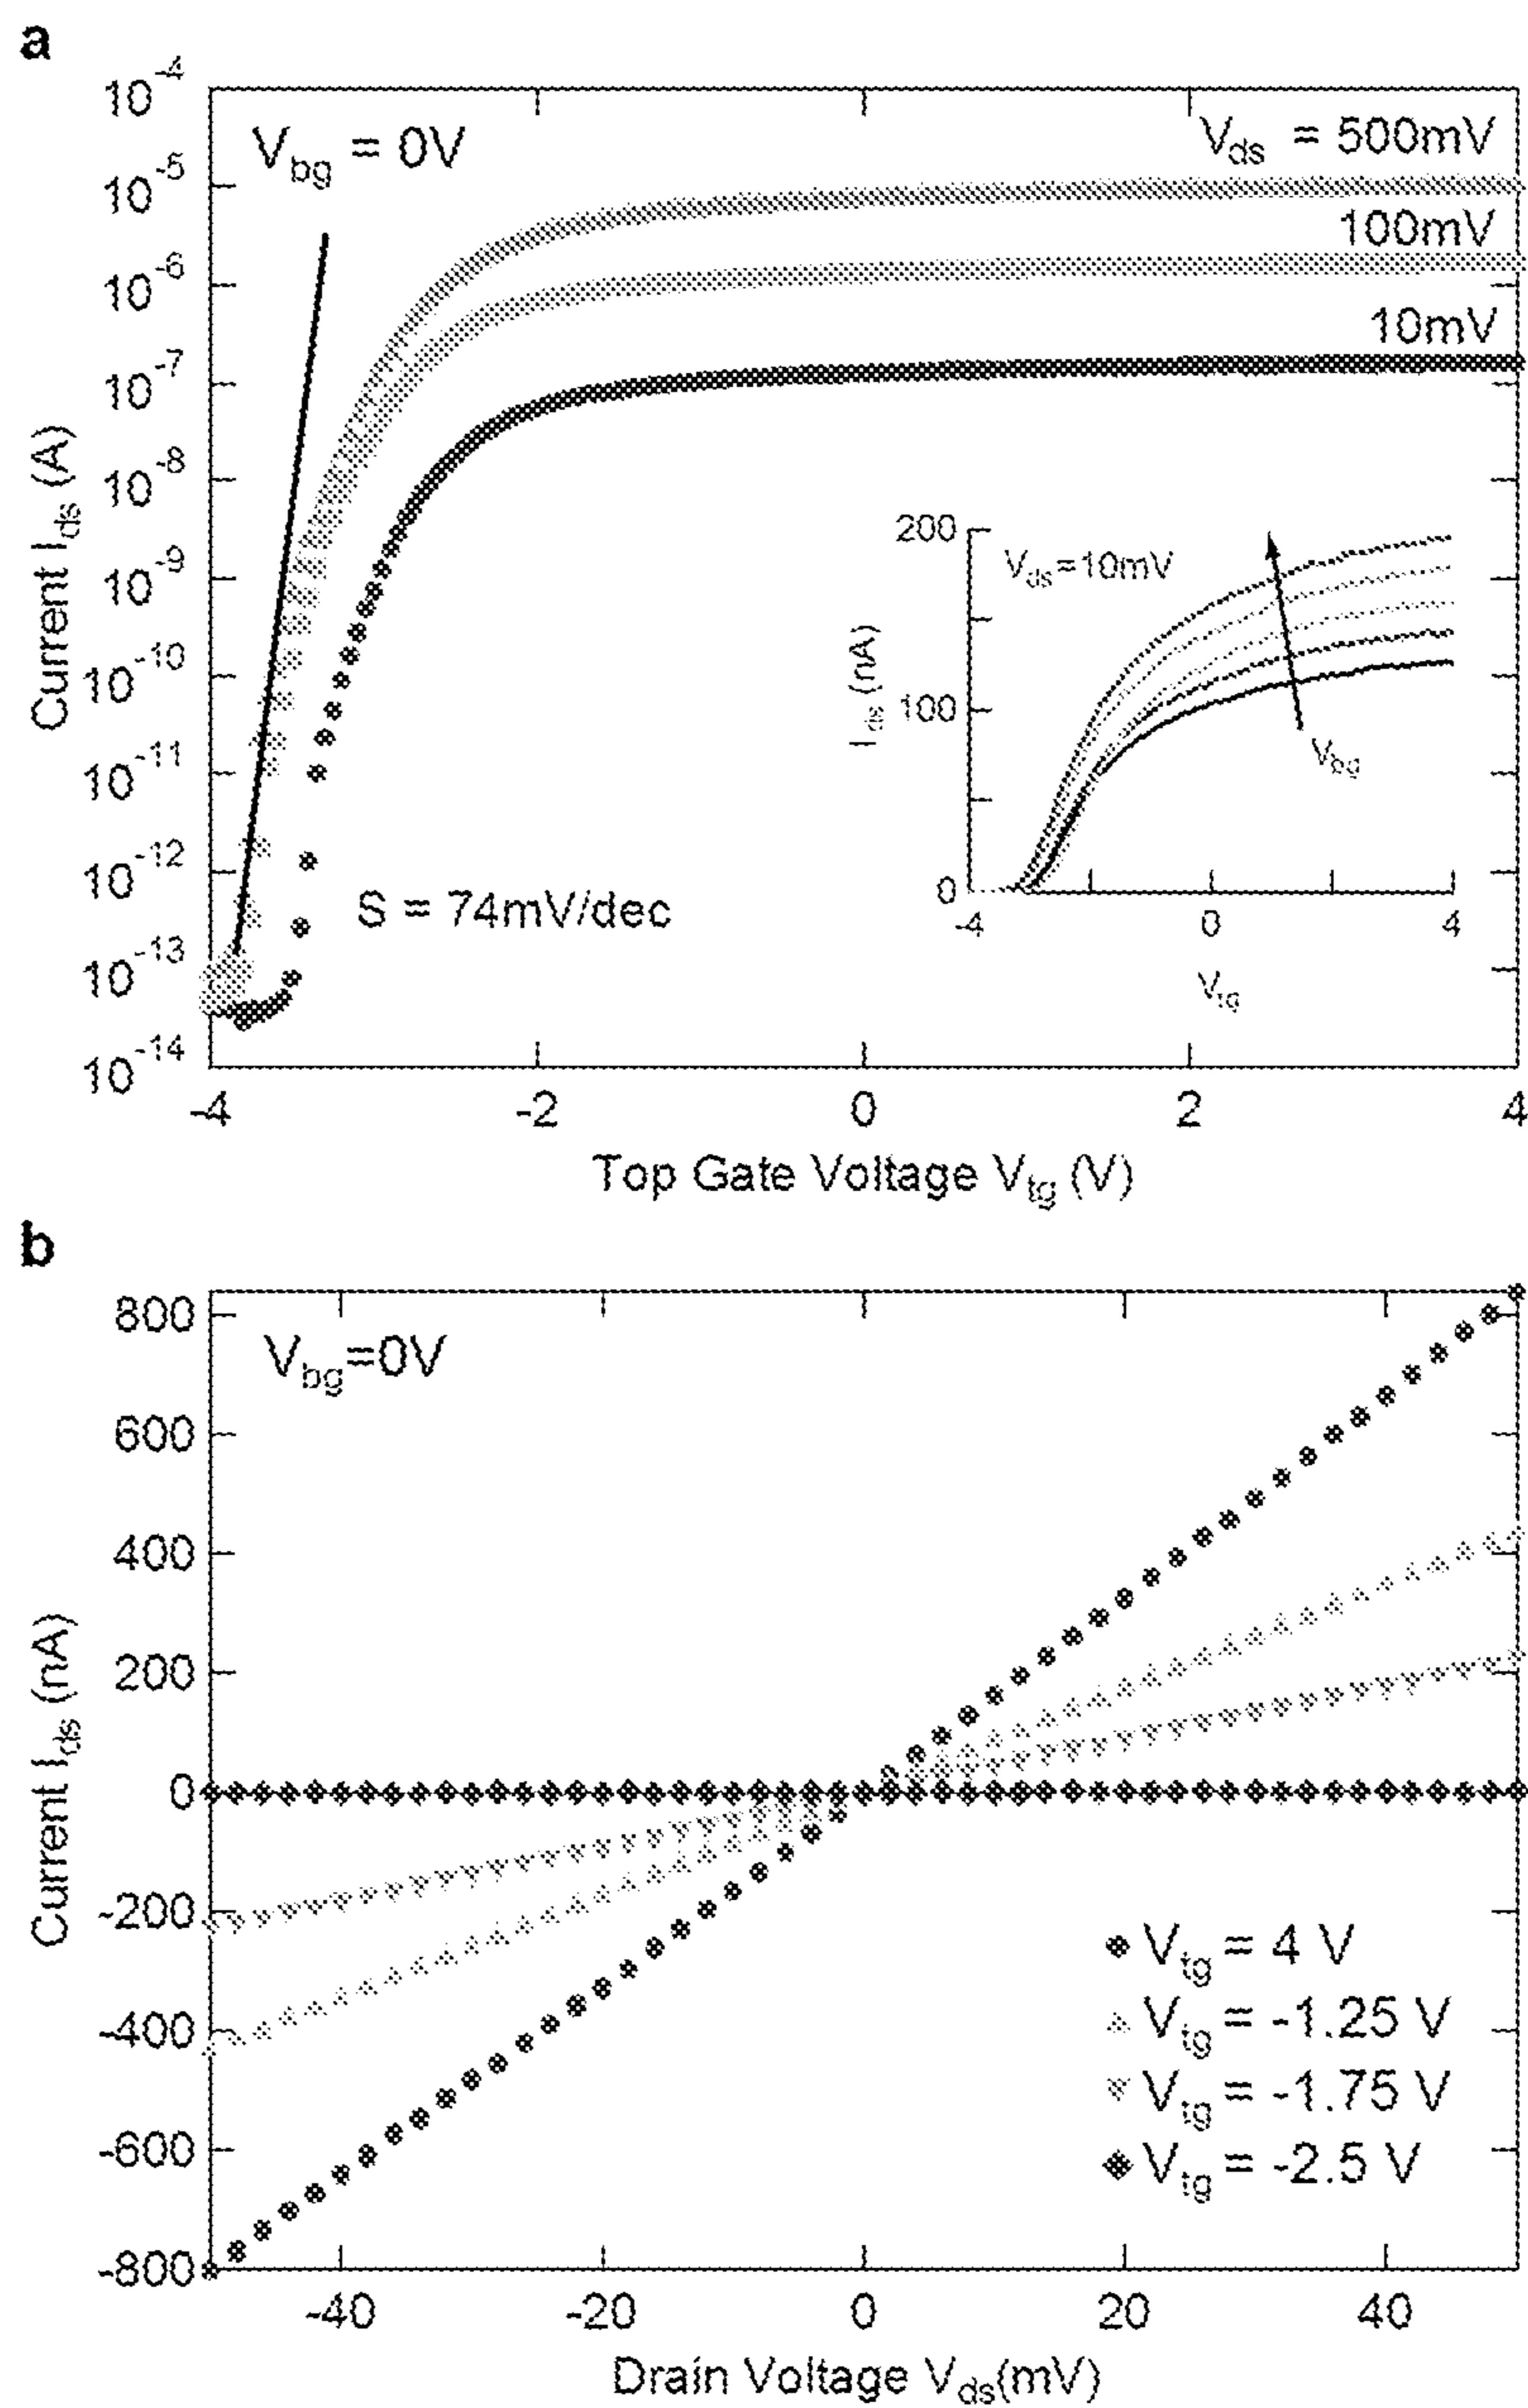 a
10^-4
10^-5
10^-6
10^-7
10^-8
10^-9
10^-10
10^-11
10^-12
10^-13
10^-14
Current I_ds (A)
V_bg = 0V
V_ds = 500mV
100mV
10mV
S = 74mV/dec
200
100
0
I_ds (nA)
V_ds=10mV
V_bg
-4 0 4
V_tg
-4 -2 0 2 4
Top Gate Voltage V_tg (V)
b
800
600
400
200
0
-200
-400
-600
-800
Current I_ds (nA)
V_bg=0V
V_tg = 4 V
V_tg = -1.25 V
V_tg = -1.75 V
V_tg = -2.5 V
-40 -20 0 20 40
Drain Voltage V_ds(mV)